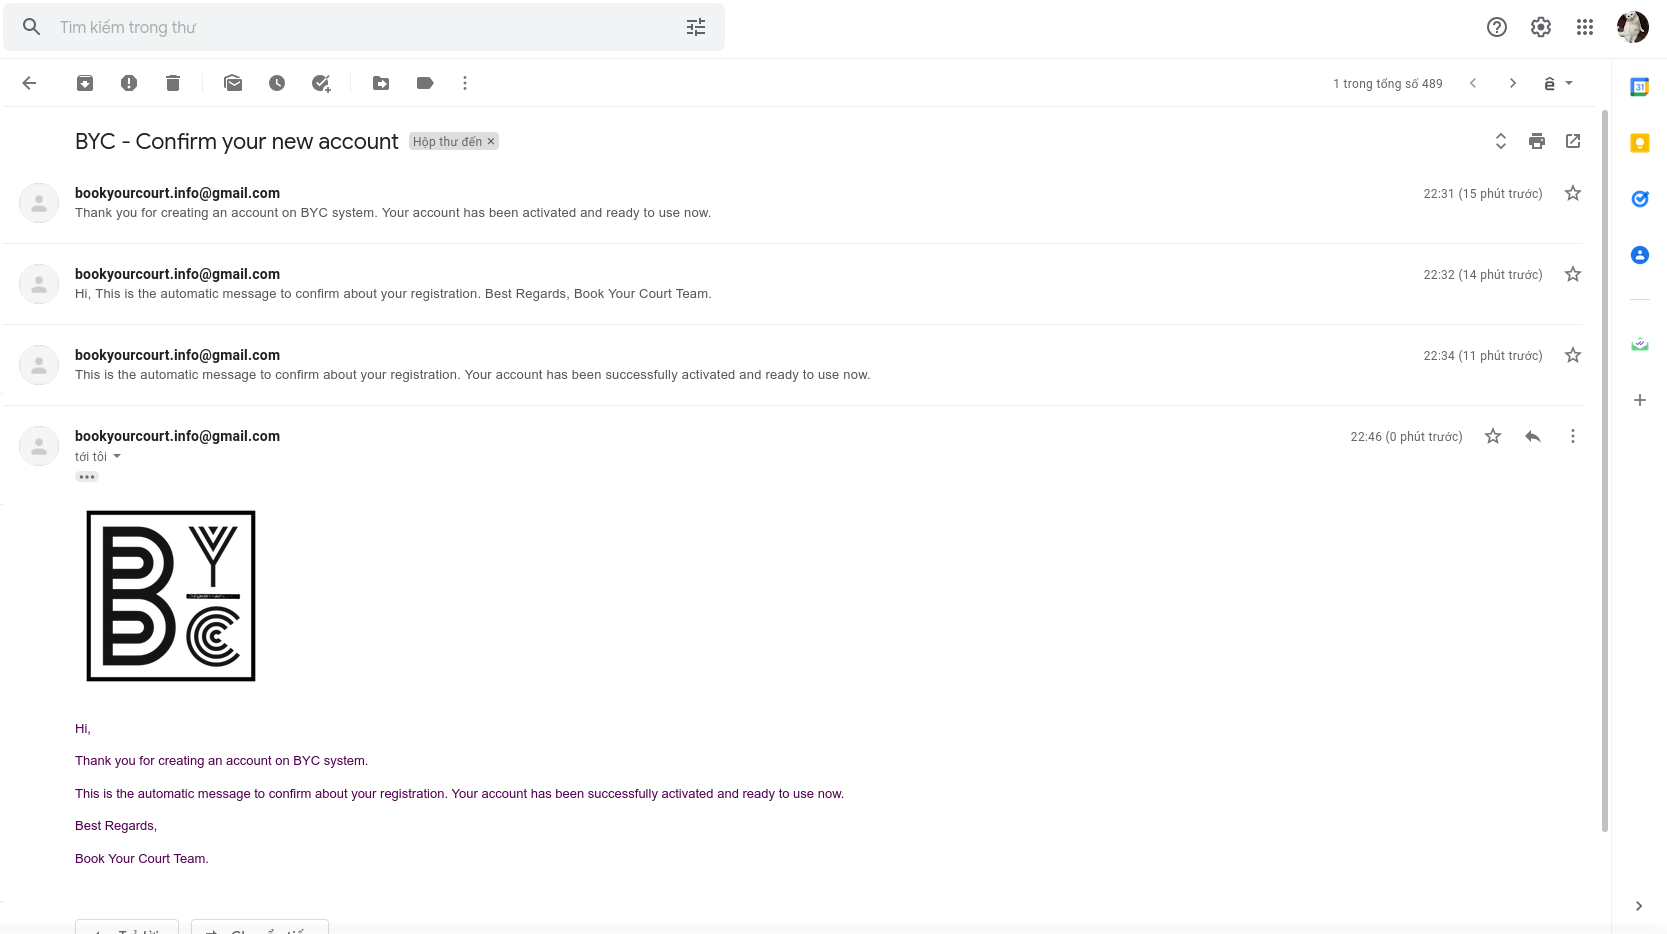 Tìm kiếm trong thư
1 trong tổng số 489
ê
31
BYC - Confirm your new account
Hộp thư đến ×
bookyourcourt.info@gmail.com
22:31 (15 phút trước)
Thank you for creating an account on BYC system. Your account has been activated and ready to use now.
bookyourcourt.info@gmail.com
22:32 (14 phút trước)
Hi, This is the automatic message to confirm about your registration. Best Regards, Book Your Court Team.
bookyourcourt.info@gmail.com
22:34 (11 phút trước)
This is the automatic message to confirm about your registration. Your account has been successfully activated and ready to use now.
bookyourcourt.info@gmail.com
22:46 (0 phút trước)
tới tôi
BYC
Hi,
Thank you for creating an account on BYC system.
This is the automatic message to confirm about your registration. Your account has been successfully activated and ready to use now.
Best Regards,
Book Your Court Team.